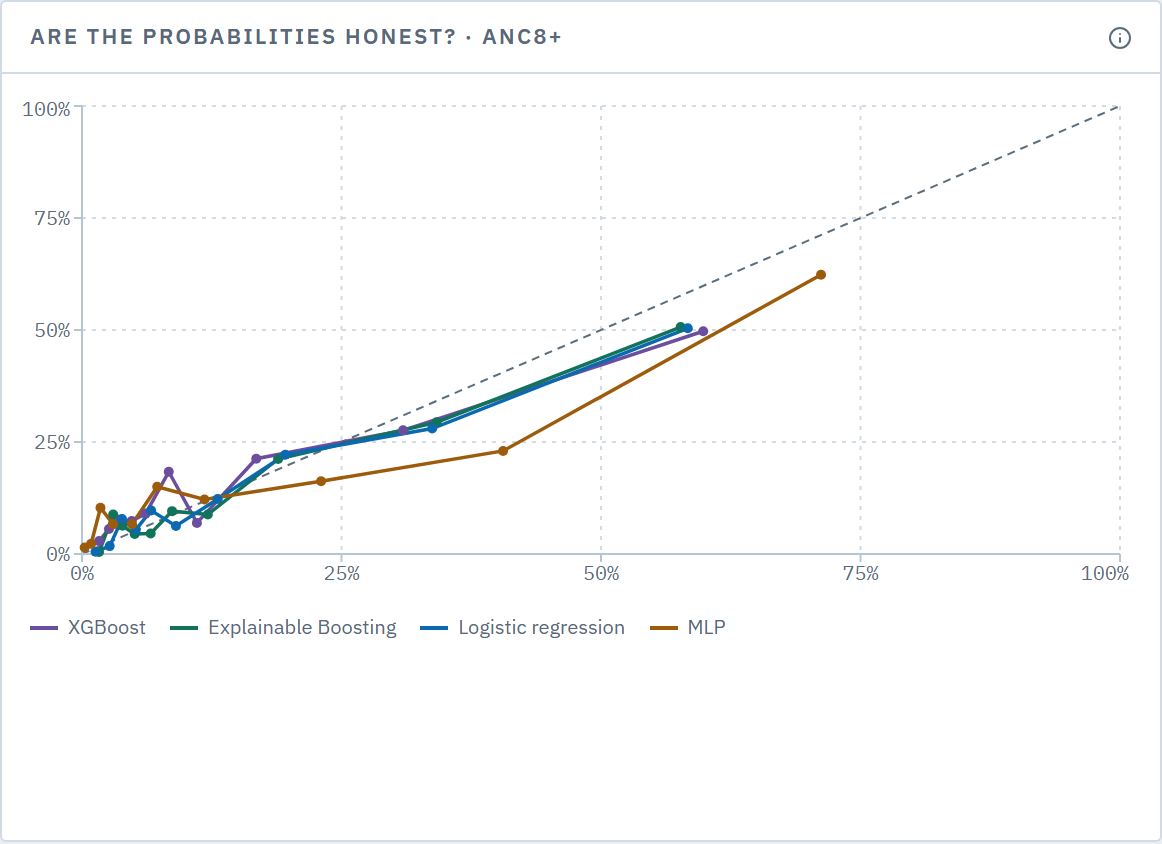 ARE THE PROBABILITIES HONEST? · ANC8+
100%
75%
50%
25%
0%
0% 25% 50% 75% 100%
XGBoost Explainable Boosting Logistic regression MLP